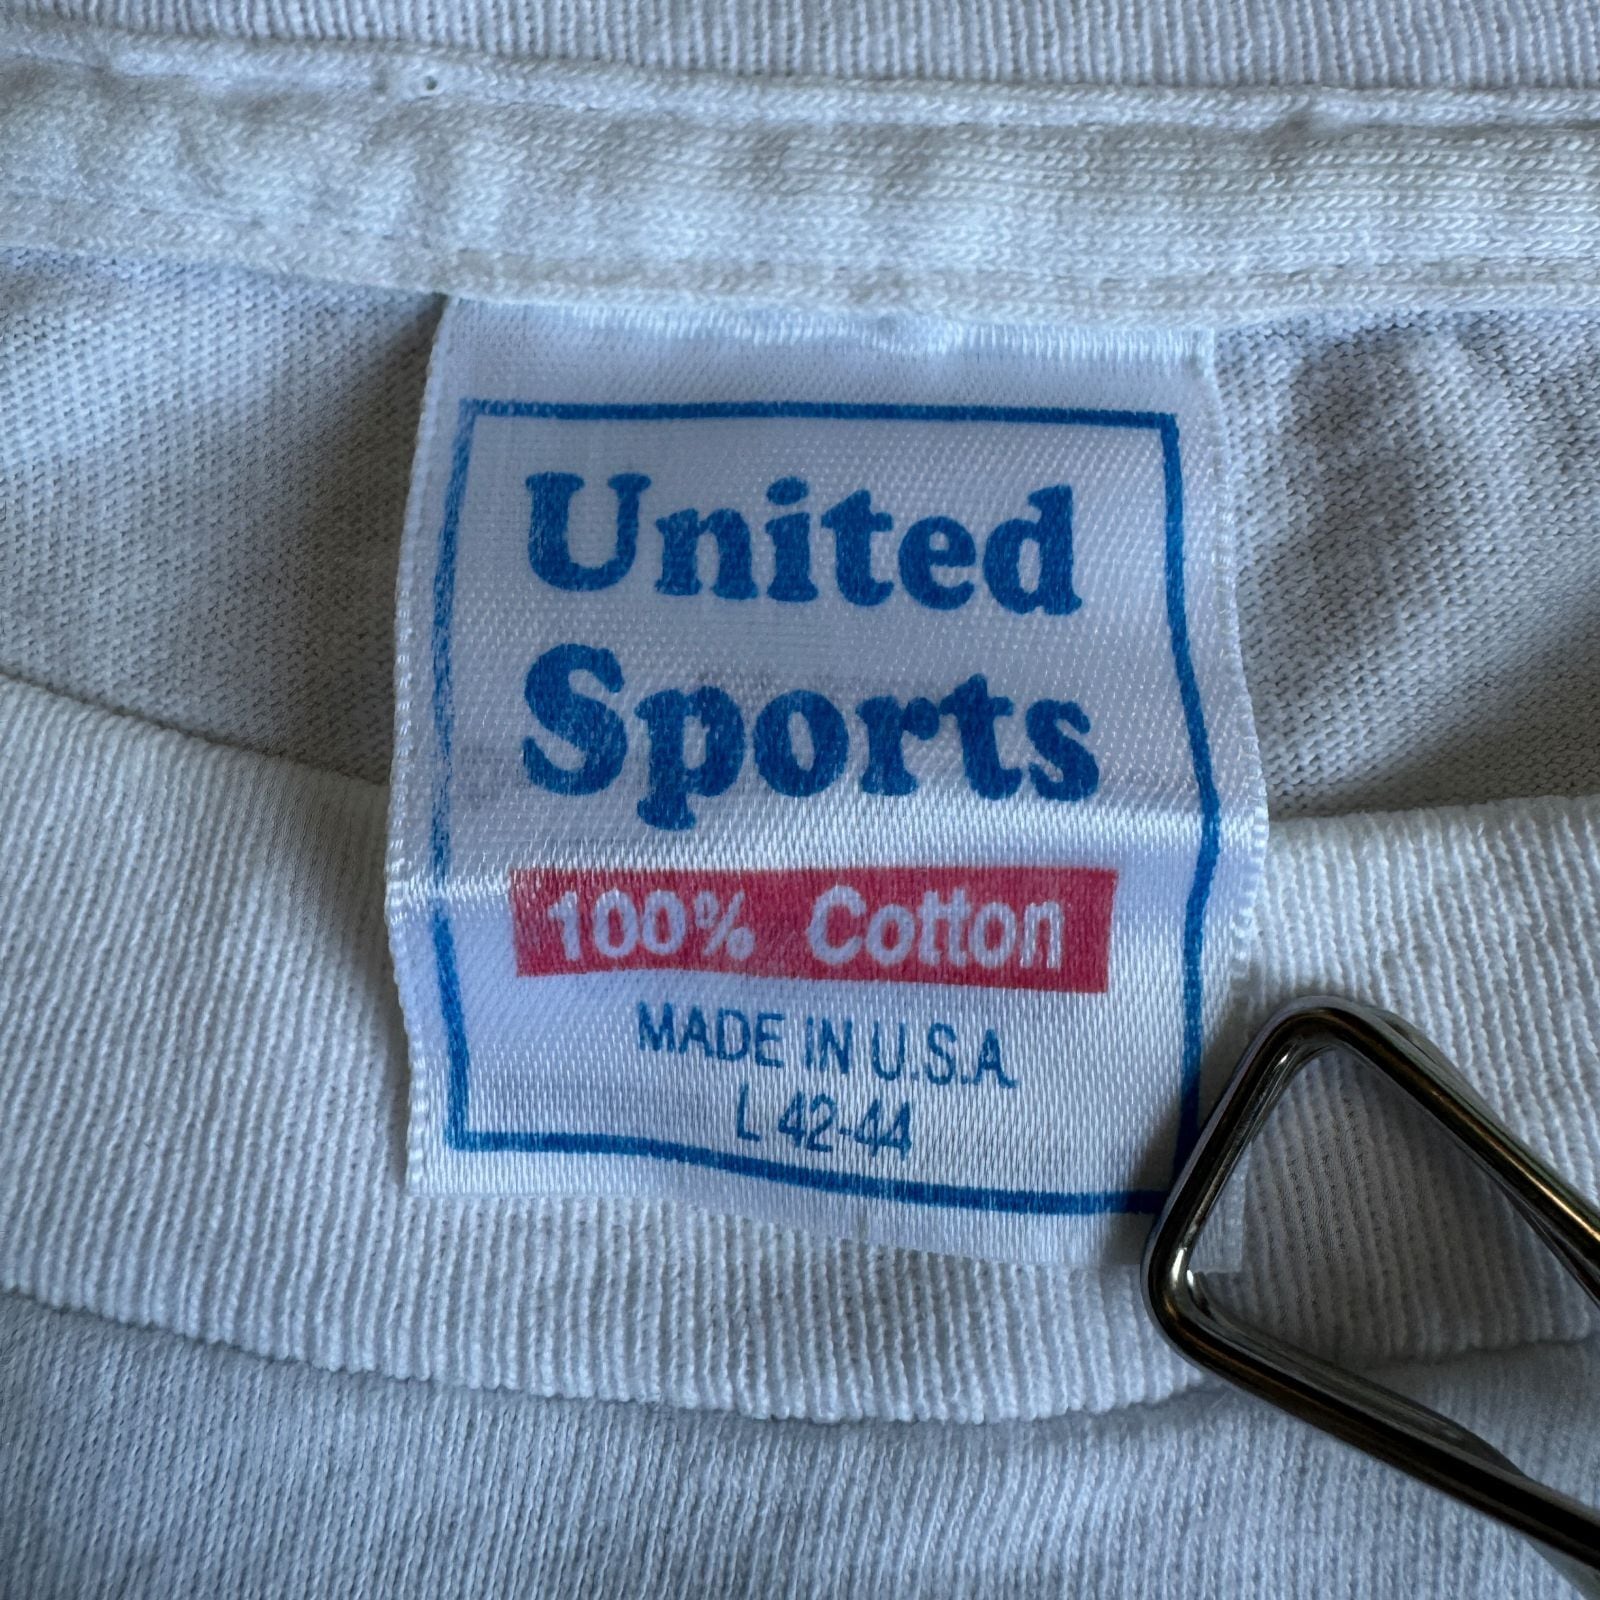 United
Sports
100% Cotton
MADE IN U.S.A.
L 42-44